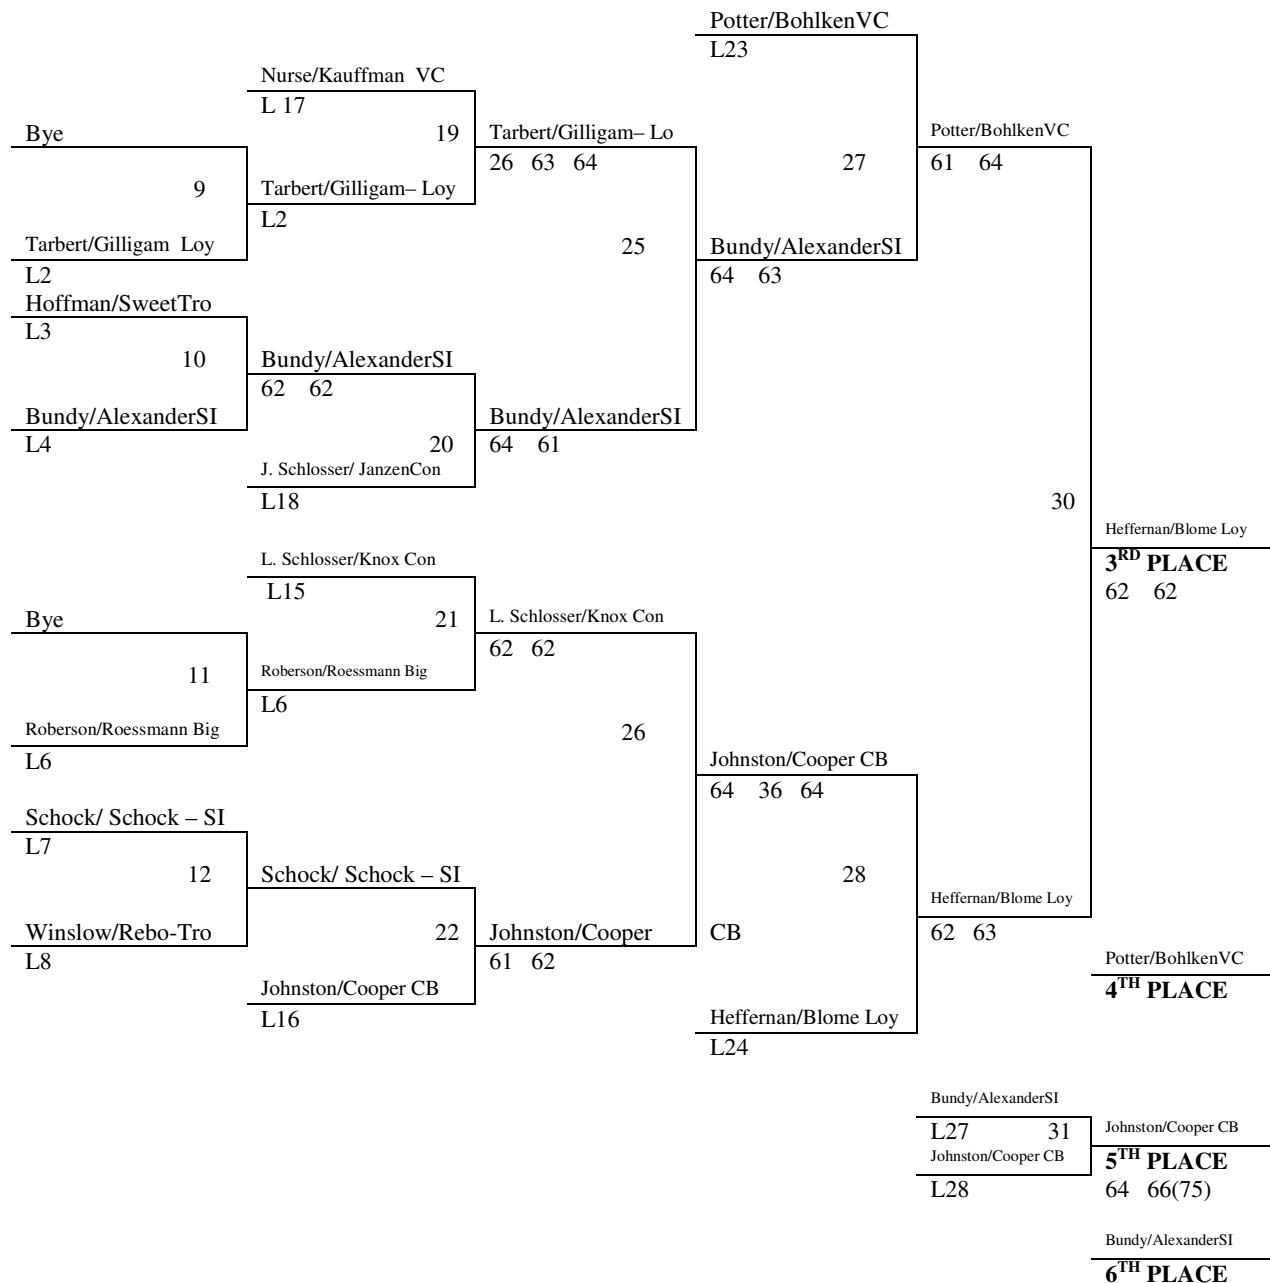 Potter/BohlkenVC
L23
Nurse/Kauffman  VC
L 17
19
Bye
9
Tarbert/Gilligam– Loy
L2
Tarbert/Gilligam  Loy
L2
Tarbert/Gilligam– Lo
26   63   64
25
27
Potter/BohlkenVC
61    64
Bundy/AlexanderSI
64    63
Hoffman/SweetTro
L3
10
Bundy/AlexanderSI
62    62
Bundy/AlexanderSI
L4
20
Bundy/AlexanderSI
64    61
J. Schlosser/ JanzenCon
L18
30
Heffernan/Blome Loy
3RD PLACE
62    62
L. Schlosser/Knox Con
L15
21
Bye
11
L. Schlosser/Knox Con
62   62
Roberson/Roessmann Big
L6
Roberson/Roessmann Big
L6
26
Johnston/Cooper CB
64    36   64
Schock/ Schock – SI
L7
12
Schock/ Schock – SI
28
Winslow/Rebo-Tro
L8
22
Johnston/Cooper CB
61   62
Heffernan/Blome Loy
62   63
Johnston/Cooper CB
L16
Heffernan/Blome Loy
L24
Potter/BohlkenVC
4TH PLACE
Bundy/AlexanderSI
L27
31
Johnston/Cooper CB
L28
Johnston/Cooper CB
5TH PLACE
64   66(75)
Bundy/AlexanderSI
6TH PLACE